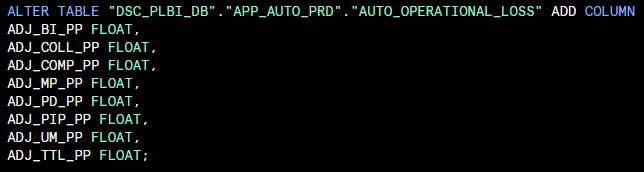 ALTER TABLE "DSC_PLBI_DB"."APP_AUTO_PRD"."AUTO_OPERATIONAL_LOSS" ADD COLUMN
ADJ_BI_PP FLOAT,
ADJ_COLL_PP FLOAT,
ADJ_COMP_PP FLOAT,
ADJ_MP_PP FLOAT,
ADJ_PD_PP FLOAT,
ADJ_PIP_PP FLOAT,
ADJ_UM_PP FLOAT,
ADJ_TTL_PP FLOAT;